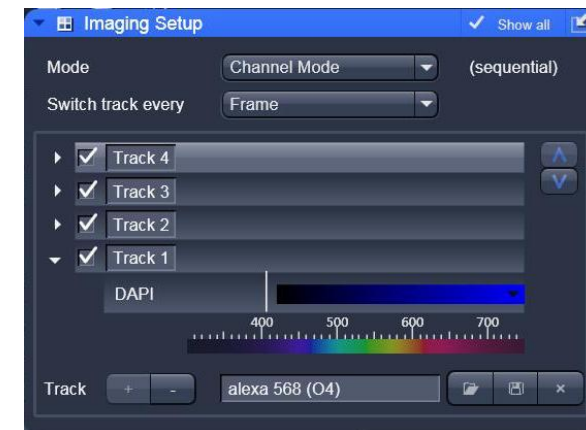 Imaging Setup Show all
Mode Channel Mode (sequential)
Switch track every Frame
Track 4
Track 3
Track 2
Track 1
DAPI
400 500 600 700
Track + - alexa 568 (O4) ×